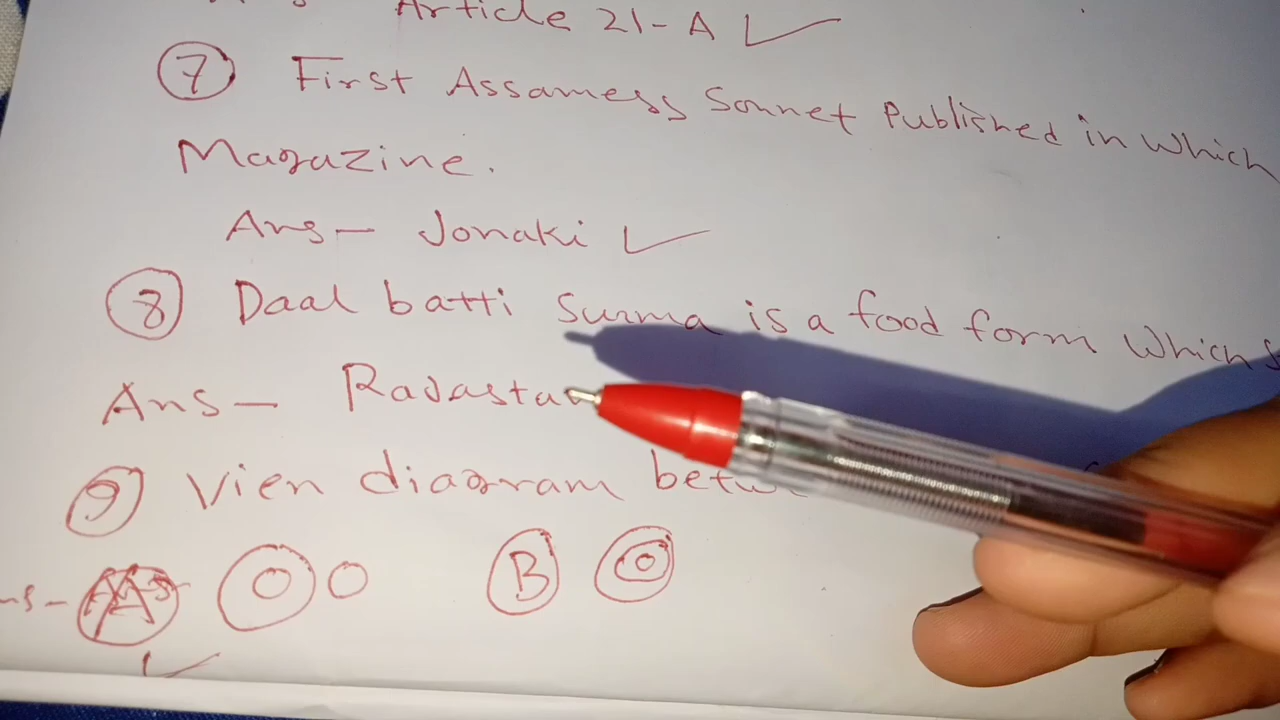 Article 21-A
7 First Assamess Sonnet Published in Which
Magazine.
Ans- Jonaki
8 Daal batti Surma is a food form Which
Ans- Rajasta
9 Vien diagram betw
A B